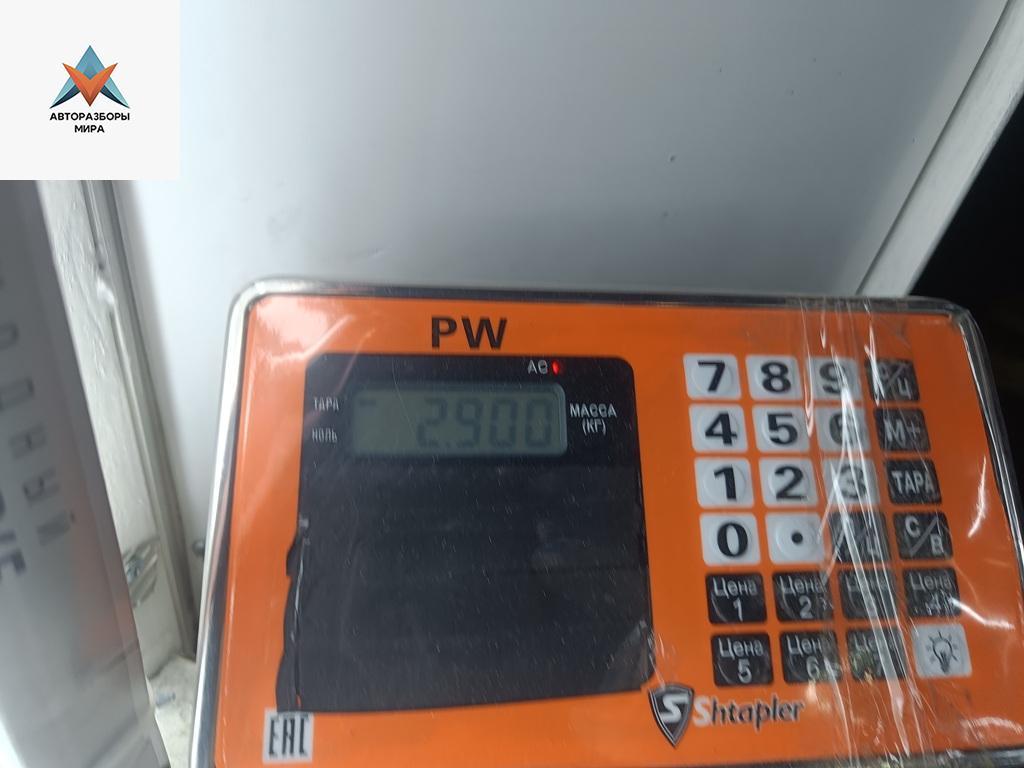 АВТОРАЗБОРЫ
МИРА
PW
AC
ТАРА
2.900
МАССА
(КГ)
НОЛЬ
7 8 9
4 5 6 М+
1 2 3 ТАРА
0 . С/В
Цена 1 Цена 2 Цена
Цена 5 Цена 6
Shtapler
EAC